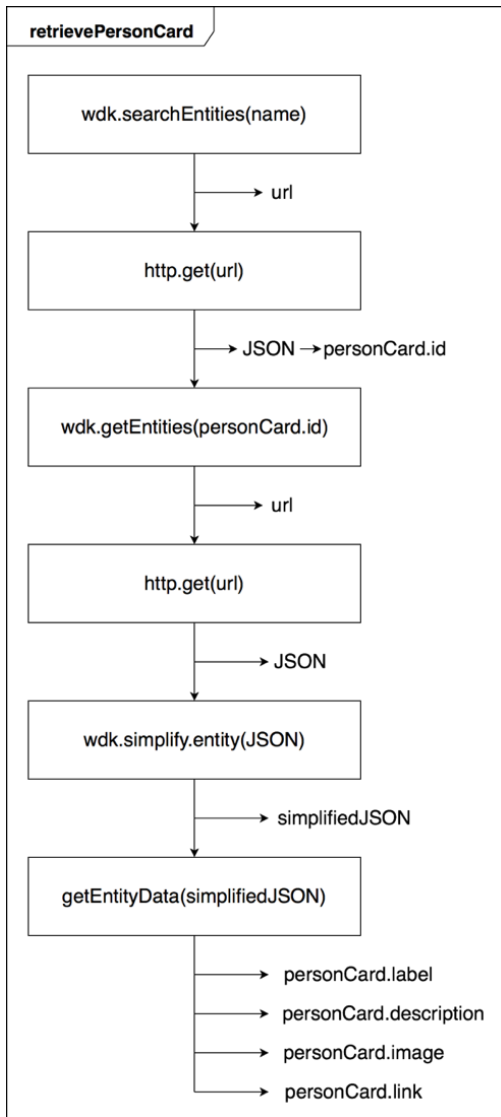 retrievePersonCard
wdk.searchEntities(name)
url
http.get(url)
JSON → personCard.id
wdk.getEntities(personCard.id)
url
http.get(url)
JSON
wdk.simplify.entity(JSON)
simplifiedJSON
getEntityData(simplifiedJSON)
personCard.label
personCard.description
personCard.image
personCard.link